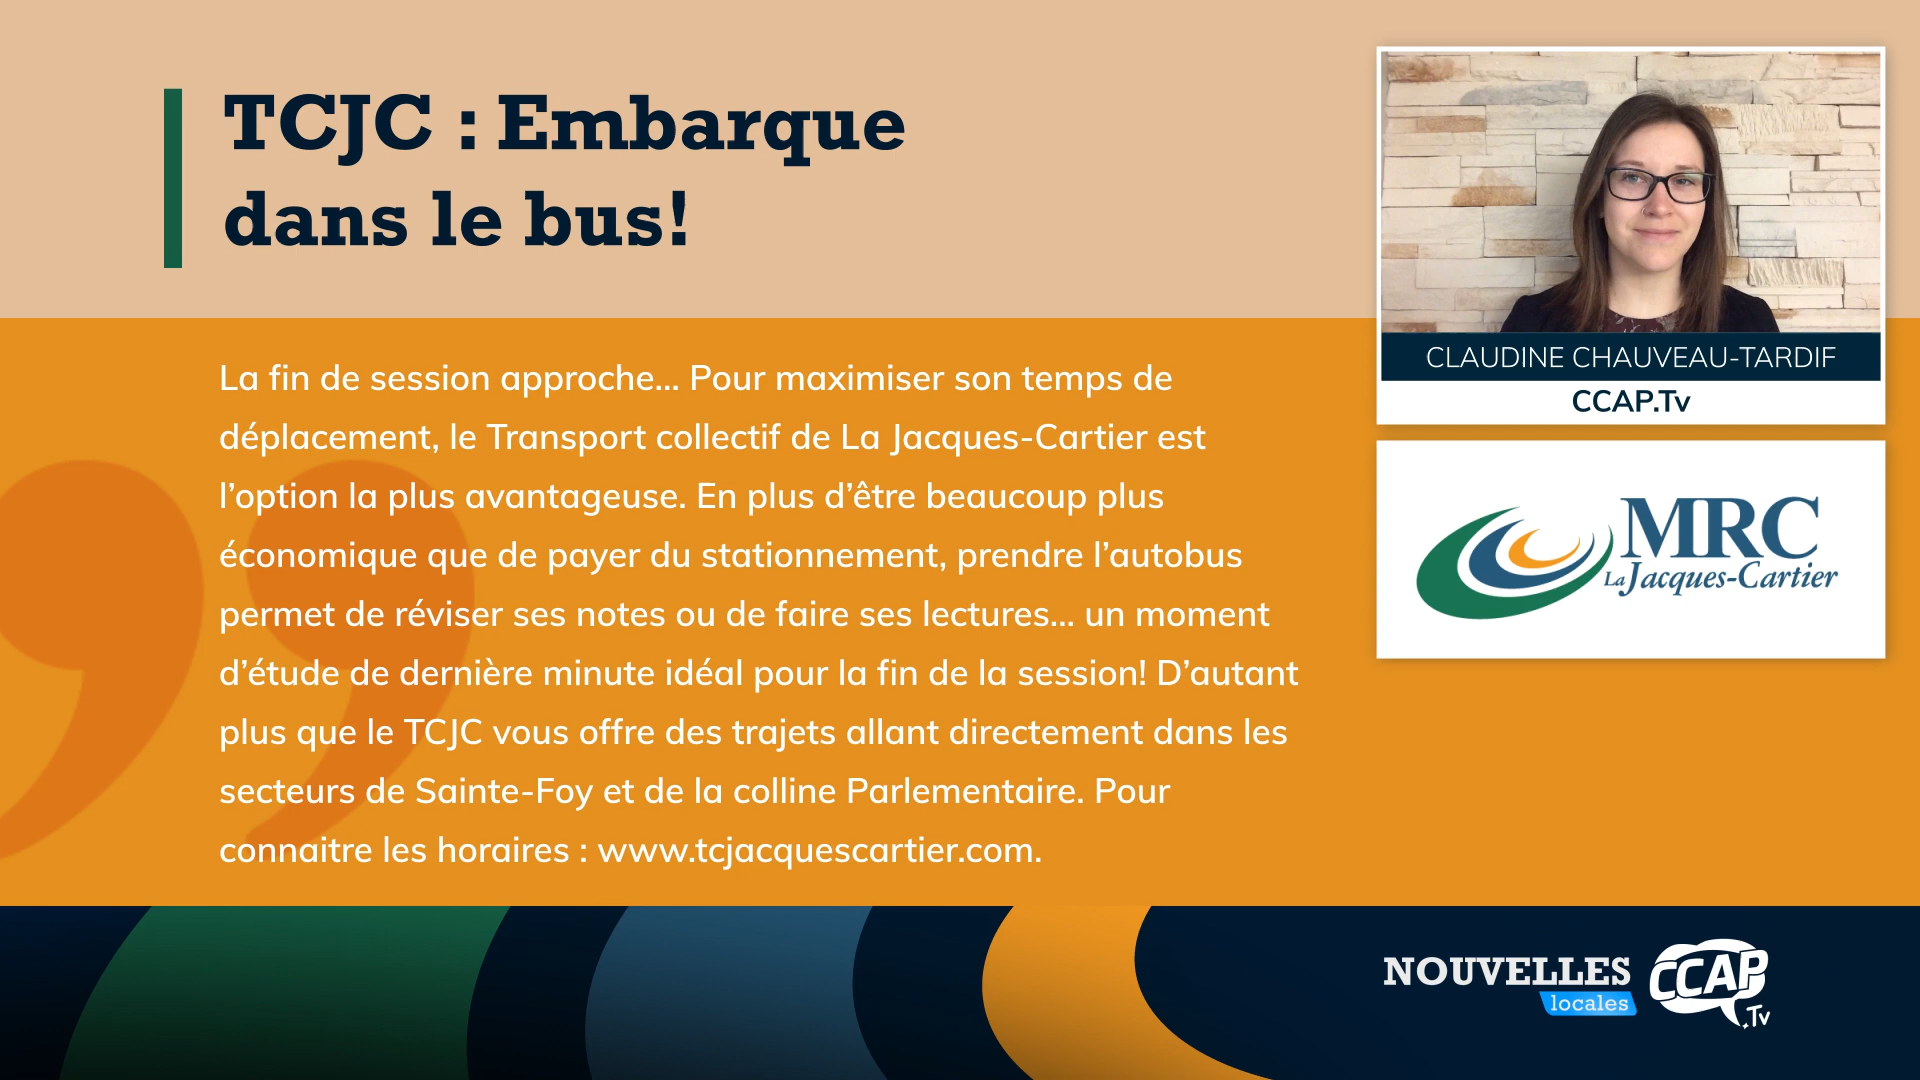 TCJC : Embarque
dans le bus!
La fin de session approche... Pour maximiser son temps de
déplacement, le Transport collectif de La Jacques-Cartier est
l’option la plus avantageuse. En plus d’être beaucoup plus
économique que de payer du stationnement, prendre l’autobus
permet de réviser ses notes ou de faire ses lectures... un moment
d’étude de dernière minute idéal pour la fin de la session! D’autant
plus que le TCJC vous offre des trajets allant directement dans les
secteurs de Sainte-Foy et de la colline Parlementaire. Pour
connaitre les horaires : www.tcjacquescartier.com.
CLAUDINE CHAUVEAU-TARDIF
CCAP.Tv
MRC
La Jacques-Cartier
NOUVELLES
locales
CCAP
.Tv